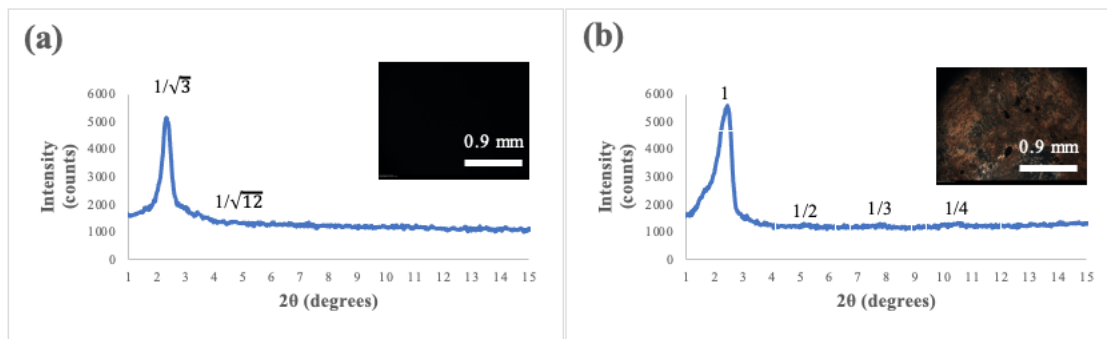 (a)
1/√3
6000
5000
4000
3000
2000
1000
0
Intensity
(counts)
1/√12
0.9 mm
1 2 3 4 5 6 7 8 9 10 11 12 13 14 15
2θ (degrees)
(b)
1
6000
5000
4000
3000
2000
1000
0
Intensity
(counts)
1/2
1/3
1/4
0.9 mm
1 2 3 4 5 6 7 8 9 10 11 12 13 14 15
2θ (degrees)